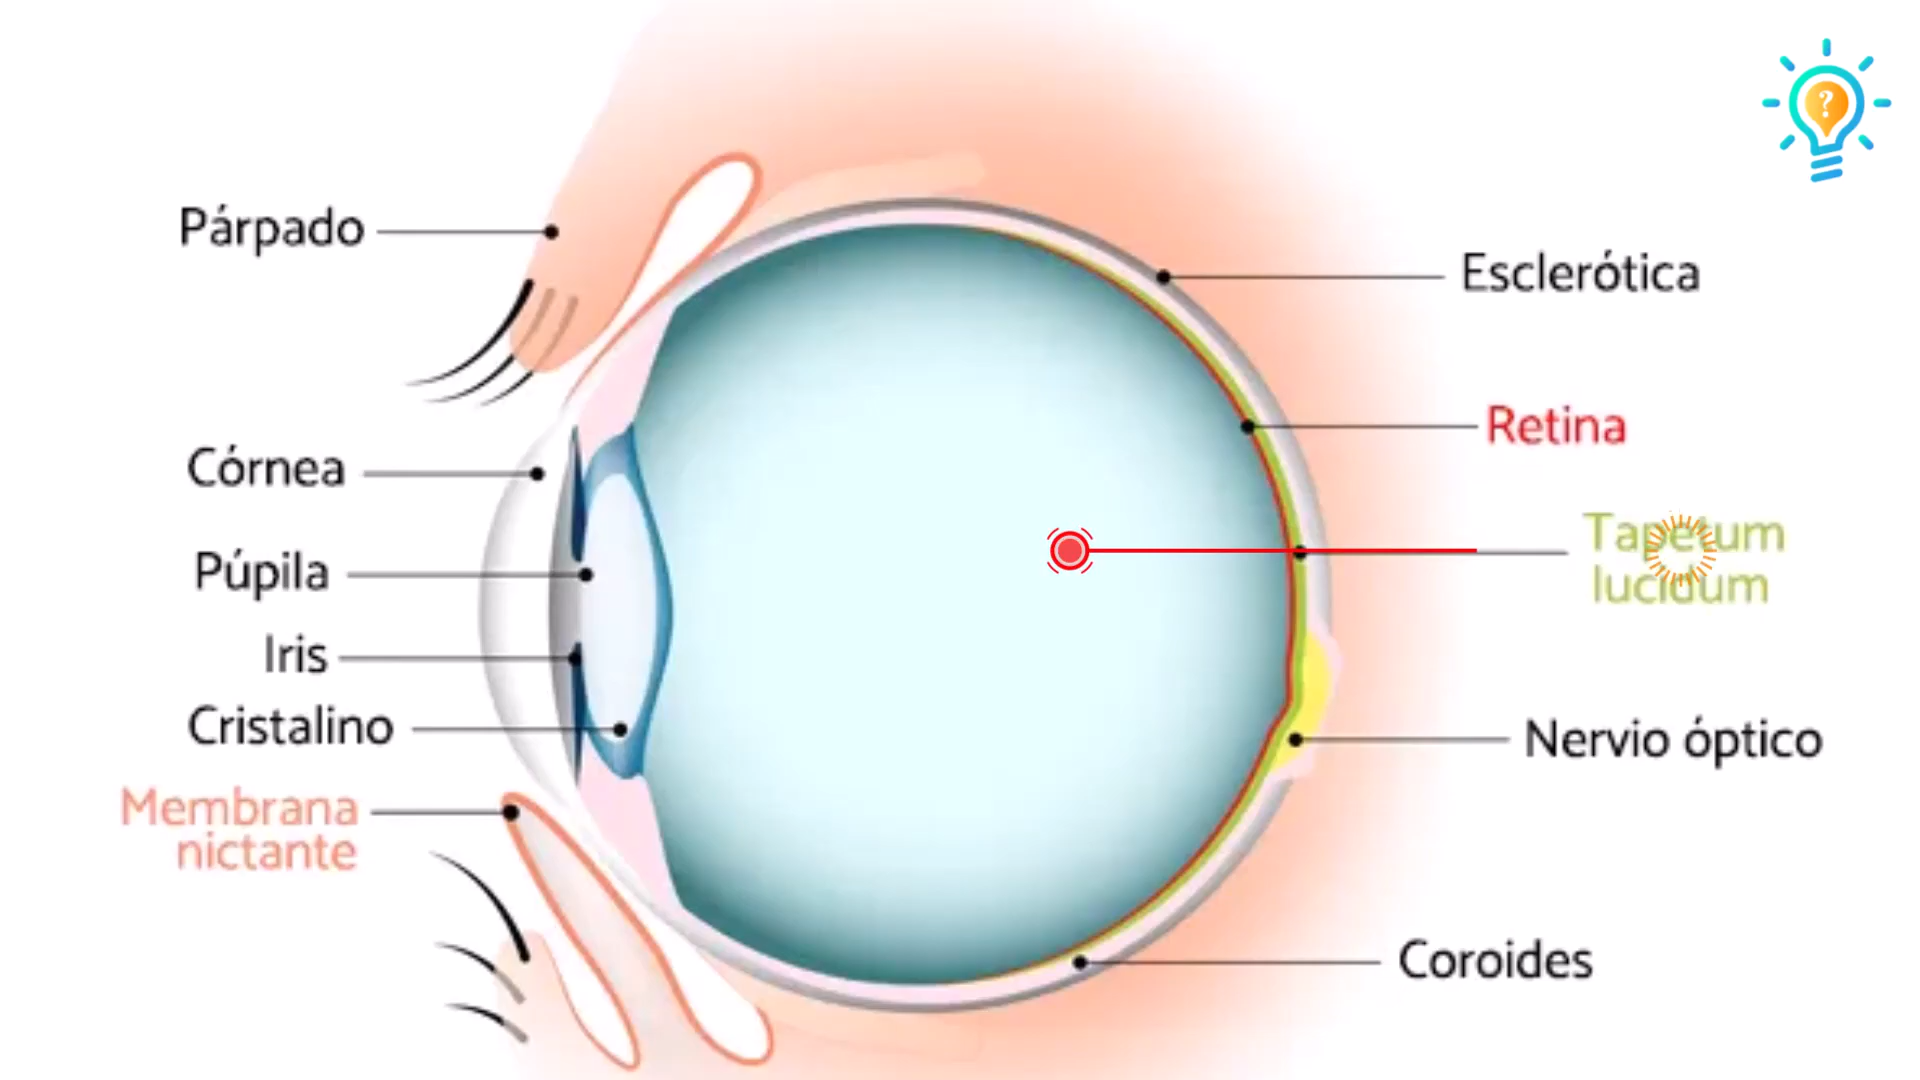 Párpado
Córnea
Púpila
Iris
Cristalino
Membrana
nictante
Esclerótica
Retina
Tapetum
lucidum
Nervio óptico
Coroides
?